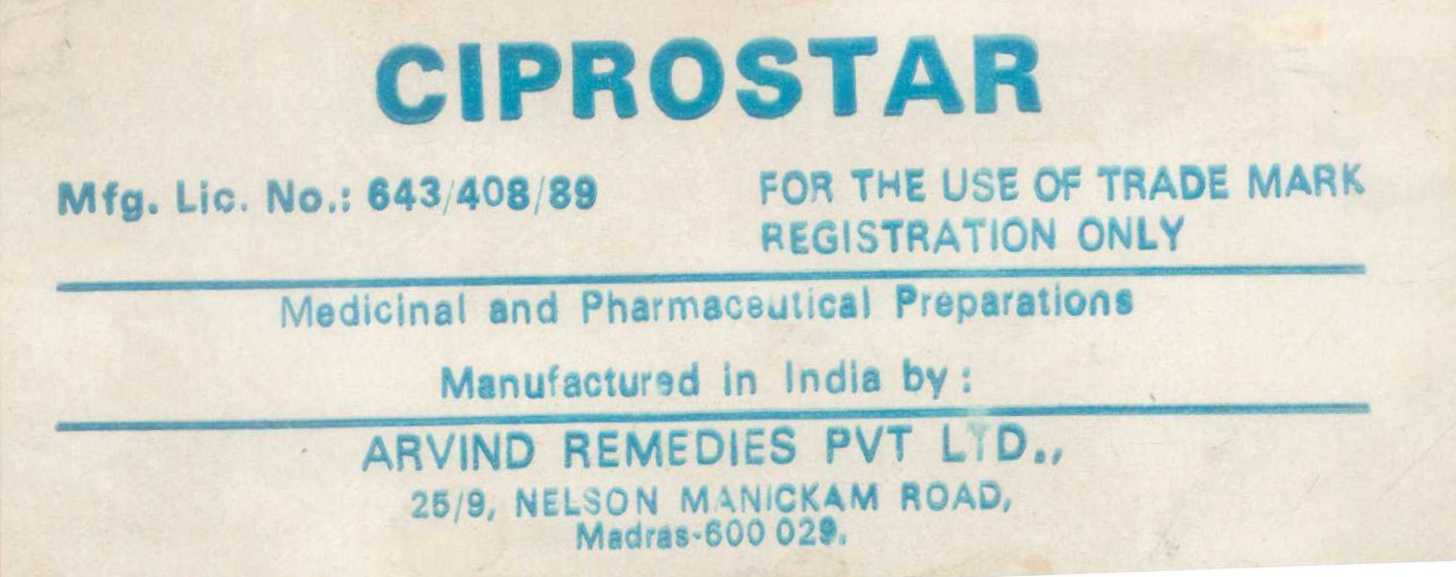 CIPROSTAR
Mfg. Lic. No.: 643/408/89
FOR THE USE OF TRADE MARK
REGISTRATION ONLY
Medicinal and Pharmaceutical Preparations
Manufactured in India by :
ARVIND REMEDIES PVT LTD.,
25/9, NELSON MANICKAM ROAD,
Madras-600 029.